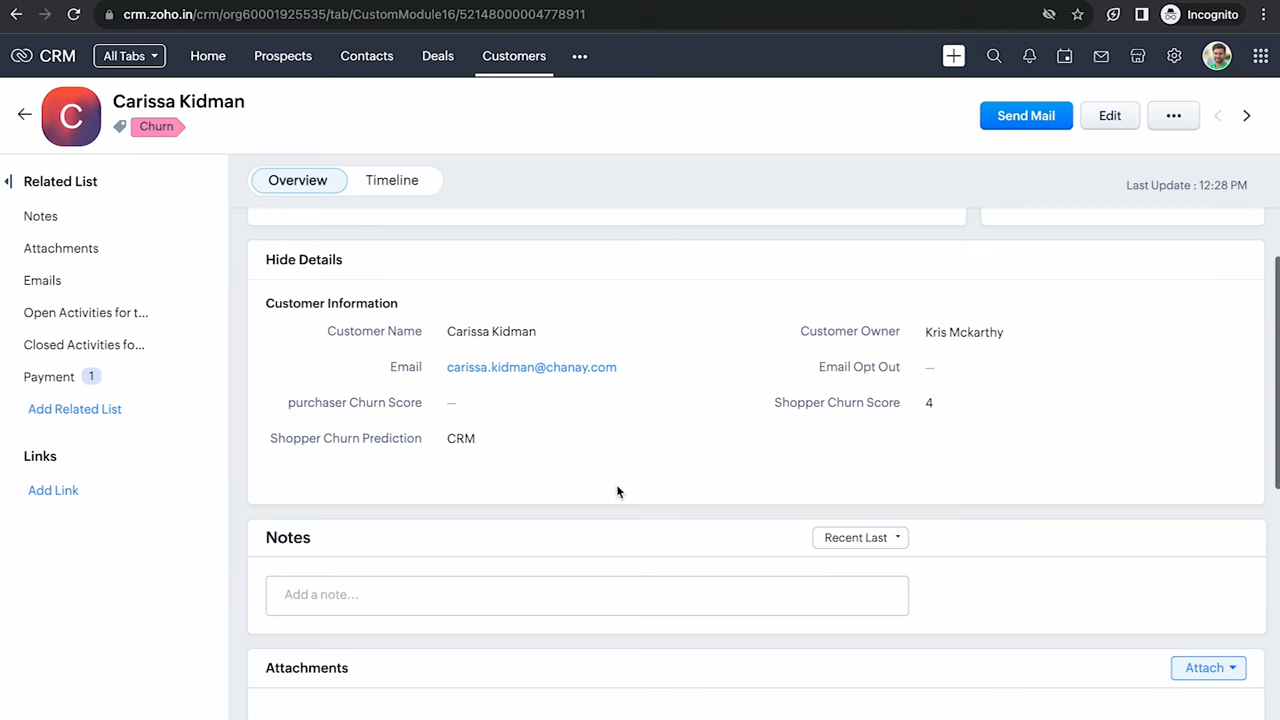 crm.zoho.in/crm/org60001925535/tab/CustomModule16/52148000004778911
Incognito
CRM
All Tabs
Home
Prospects
Contacts
Deals
Customers
C
Carissa Kidman
Churn
Send Mail
Edit
Related List
Notes
Attachments
Emails
Open Activities for t...
Closed Activities fo...
Payment 1
Add Related List
Links
Add Link
Overview
Timeline
Last Update : 12:28 PM
Hide Details
Customer Information
Customer Name Carissa Kidman
Customer Owner Kris Mckarthy
Email carissa.kidman@chanay.com
Email Opt Out —
purchaser Churn Score —
Shopper Churn Score 4
Shopper Churn Prediction CRM
Notes
Recent Last
Add a note...
Attachments
Attach